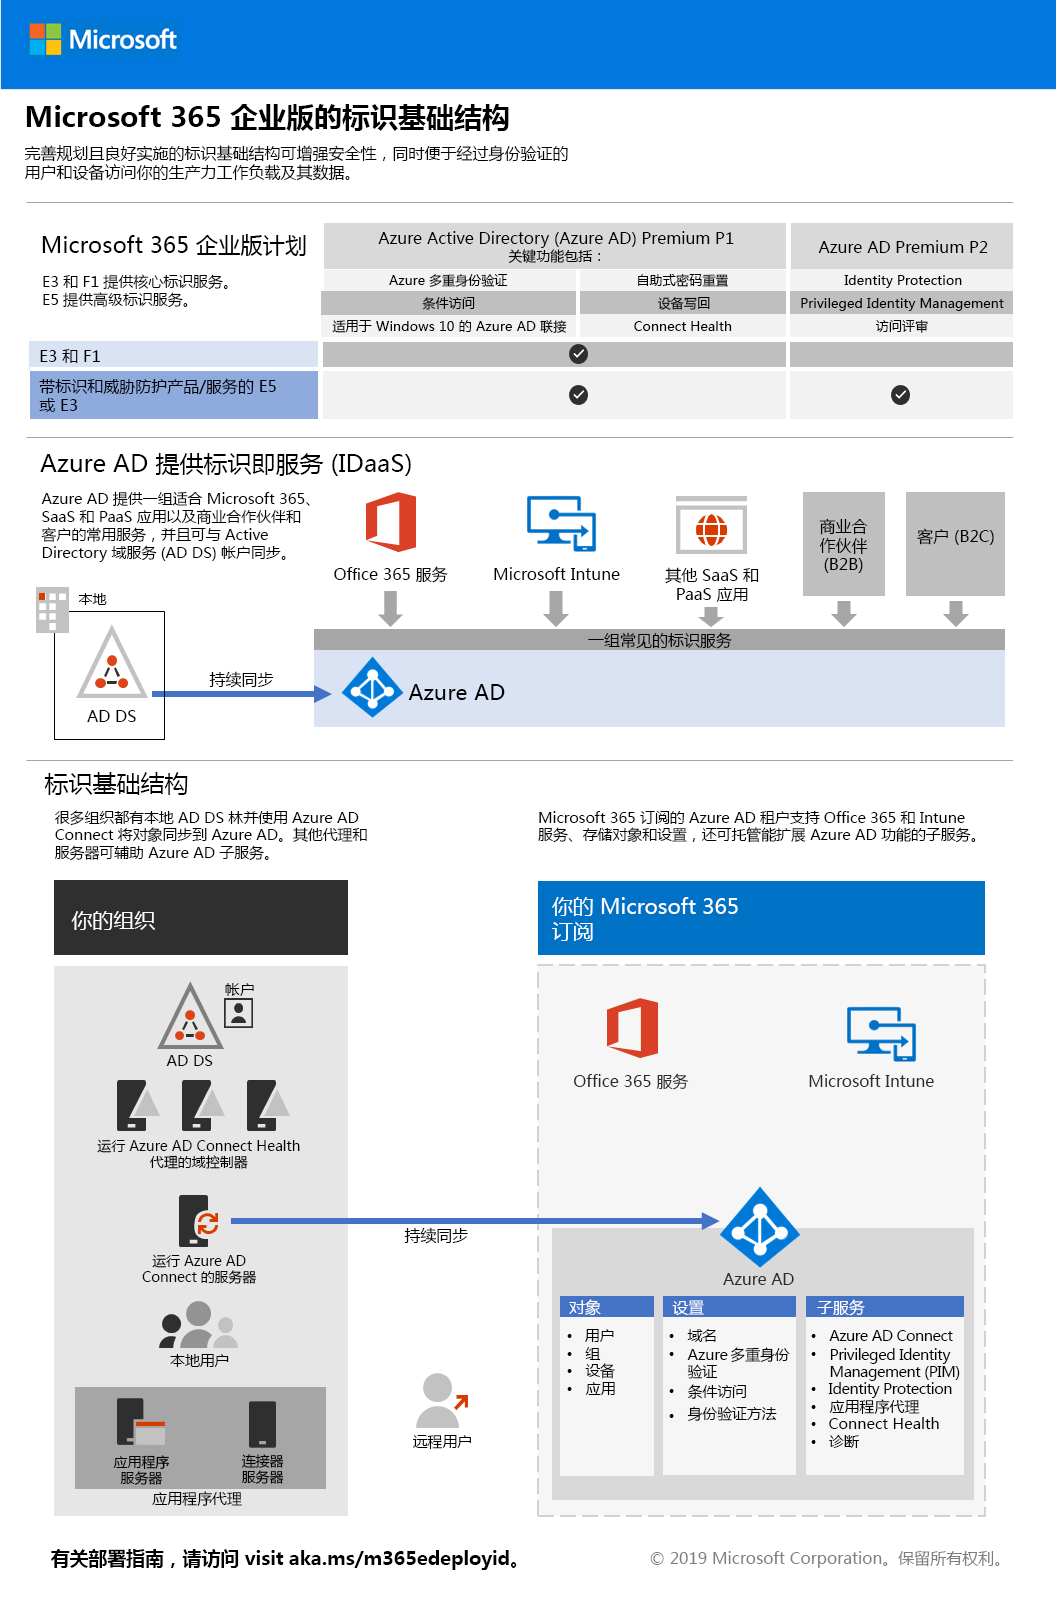 Microsoft
Microsoft 365 企业版的标识基础结构
完善规划且良好实施的标识基础结构可增强安全性，同时便于经过身份验证的
用户和设备访问你的生产力工作负载及其数据。
Microsoft 365 企业版计划
E3 和 F1 提供核心标识服务。
E5 提供高级标识服务。
Azure Active Directory (Azure AD) Premium P1
关键功能包括：
Azure AD Premium P2
Azure 多重身份验证
自助式密码重置
Identity Protection
条件访问
设备写回
Privileged Identity Management
适用于 Windows 10 的 Azure AD 联接
Connect Health
访问评审
E3 和 F1
带标识和威胁防护产品/服务的 E5
或 E3
Azure AD 提供标识即服务 (IDaaS)
Azure AD 提供一组适合 Microsoft 365、
SaaS 和 PaaS 应用以及商业合作伙伴和
客户的常用服务，并且可与 Active
Directory 域服务 (AD DS) 帐户同步。
Office 365 服务
Microsoft Intune
其他 SaaS 和
PaaS 应用
商业合
作伙伴
(B2B)
客户 (B2C)
本地
AD DS
持续同步
一组常见的标识服务
Azure AD
标识基础结构
很多组织都有本地 AD DS 林并使用 Azure AD
Connect 将对象同步到 Azure AD。其他代理和
服务器可辅助 Azure AD 子服务。
Microsoft 365 订阅的 Azure AD 租户支持 Office 365 和 Intune
服务、存储对象和设置，还可托管能扩展 Azure AD 功能的子服务。
你的组织
你的 Microsoft 365
订阅
帐户
AD DS
运行 Azure AD Connect Health
代理的域控制器
运行 Azure AD
Connect 的服务器
本地用户
应用程序
服务器
连接器
服务器
应用程序代理
持续同步
远程用户
Office 365 服务
Microsoft Intune
Azure AD
对象
• 用户
• 组
• 设备
• 应用
设置
• 域名
• Azure 多重身份
验证
• 条件访问
• 身份验证方法
子服务
• Azure AD Connect
• Privileged Identity
Management (PIM)
• Identity Protection
• 应用程序代理
• Connect Health
• 诊断
有关部署指南，请访问 visit aka.ms/m365edeployid。
© 2019 Microsoft Corporation。保留所有权利。